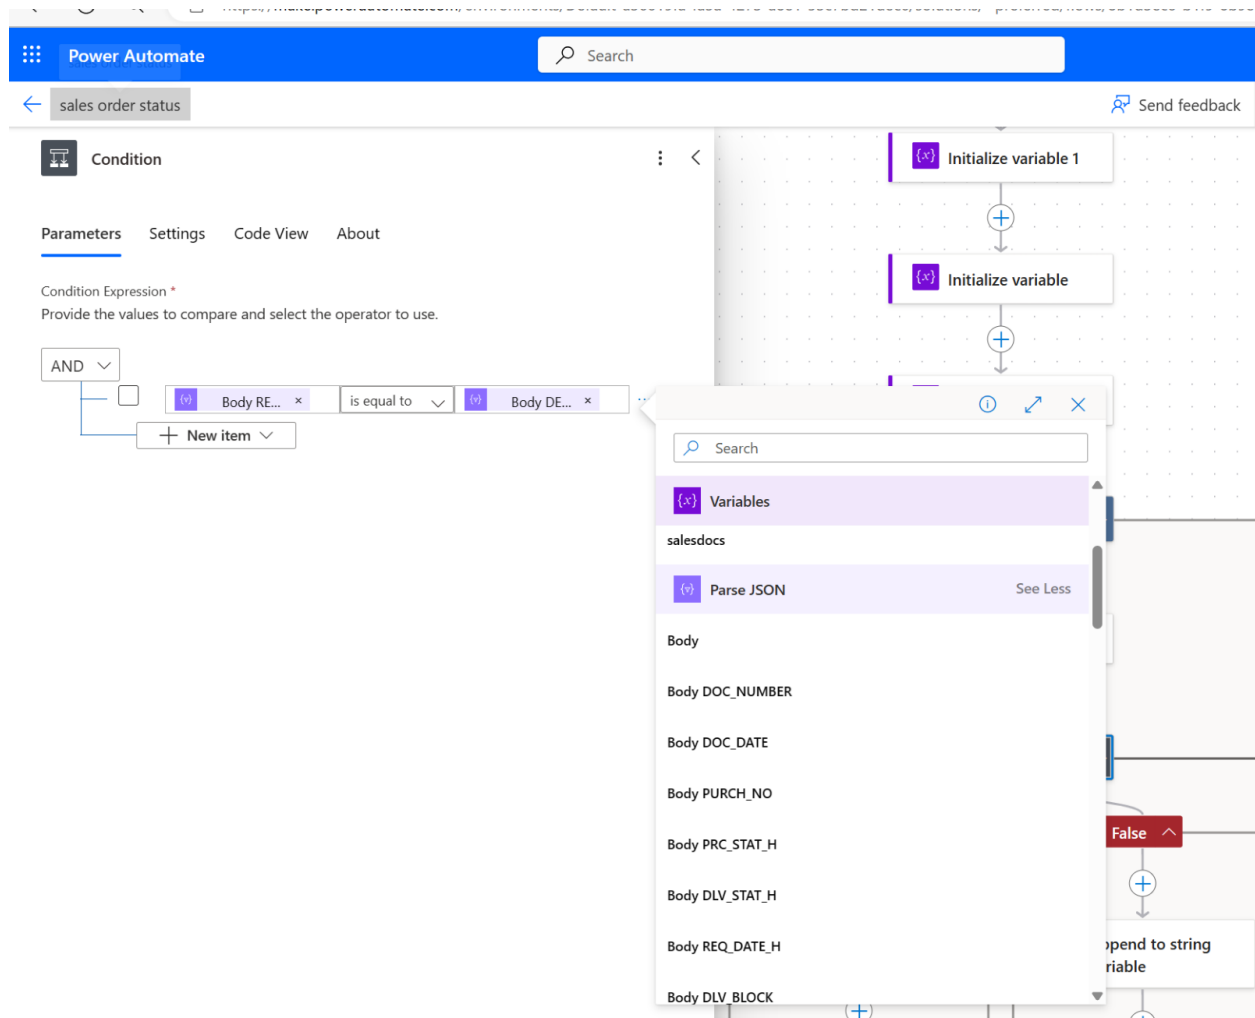 Power Automate
Search
sales order status
Send feedback
Condition
Initialize variable 1
Parameters Settings Code View About
Initialize variable
Condition Expression *
Provide the values to compare and select the operator to use.
AND
Body RE... × is equal to Body DE... ×
New item
Search
Variables
salesdocs
Parse JSON See Less
Body
Body DOC_NUMBER
Body DOC_DATE
Body PURCH_NO
Body PRC_STAT_H
False
Body DLV_STAT_H
Body REQ_DATE_H
to string
Body DLV_BLOCK